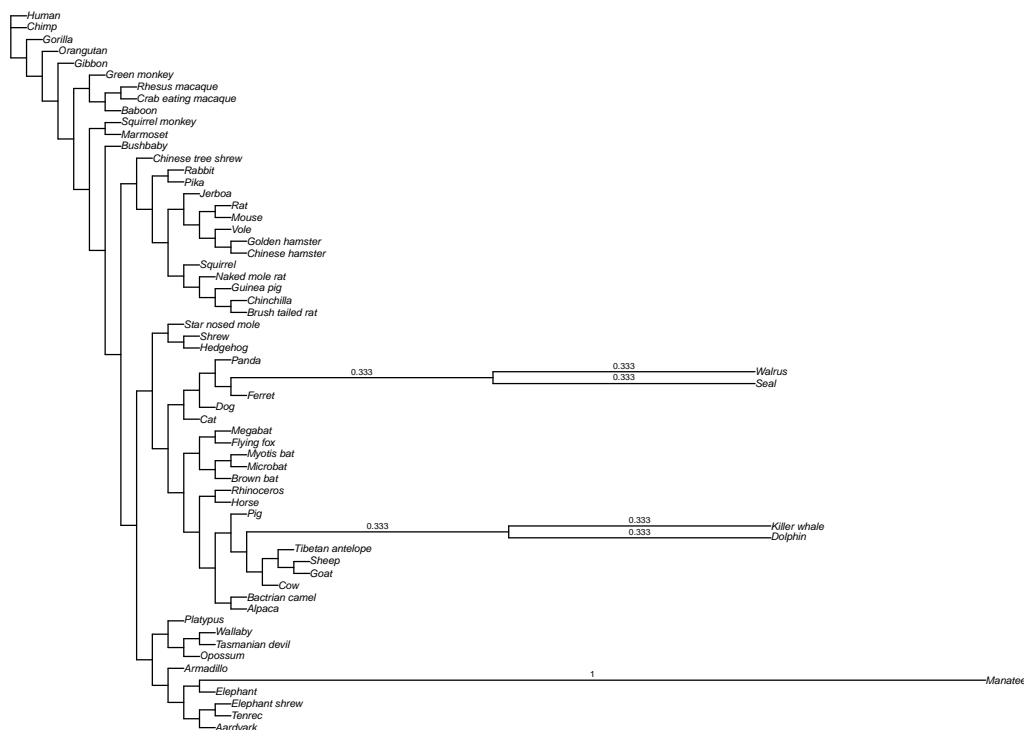 Human
Chimp
Gorilla
Orangutan
Gibbon
Green monkey
Rhesus macaque
Crab eating macaque
Baboon
Squirrel monkey
Marmoset
Bushbaby
Chinese tree shrew
Rabbit
Pika
Jerboa
Rat
Mouse
Vole
Golden hamster
Chinese hamster
Squirrel
Naked mole rat
Guinea pig
Chinchilla
Brush tailed rat
Star nosed mole
Shrew
Hedgehog
Panda
0.333
0.333
Walrus
0.333
Seal
Ferret
Dog
Cat
Megabat
Flying fox
Myotis bat
Microbat
Brown bat
Rhinoceros
Horse
Pig
0.333
Killer whale
0.333
0.333
Dolphin
Tibetan antelope
Sheep
Goat
Cow
Bactrian camel
Alpaca
Platypus
Wallaby
Tasmanian devil
Opossum
Armadillo
1
Manatee
Elephant
Elephant shrew
Tenrec
Aardvark